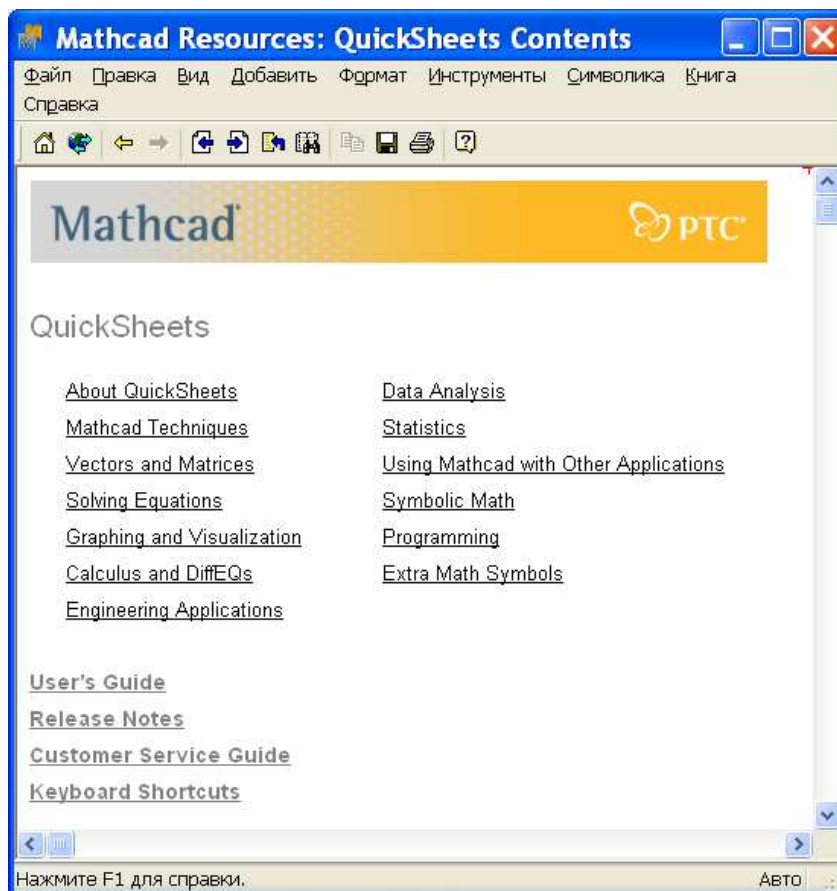 Mathcad Resources: QuickSheets Contents
Файл Правка Вид Добавить Формат Инструменты Символика Книга
Справка
Mathcad PTC
QuickSheets
About QuickSheets
Mathcad Techniques
Vectors and Matrices
Solving Equations
Graphing and Visualization
Calculus and DiffEQs
Engineering Applications
Data Analysis
Statistics
Using Mathcad with Other Applications
Symbolic Math
Programming
Extra Math Symbols
User's Guide
Release Notes
Customer Service Guide
Keyboard Shortcuts
Нажмите F1 для справки. Авто